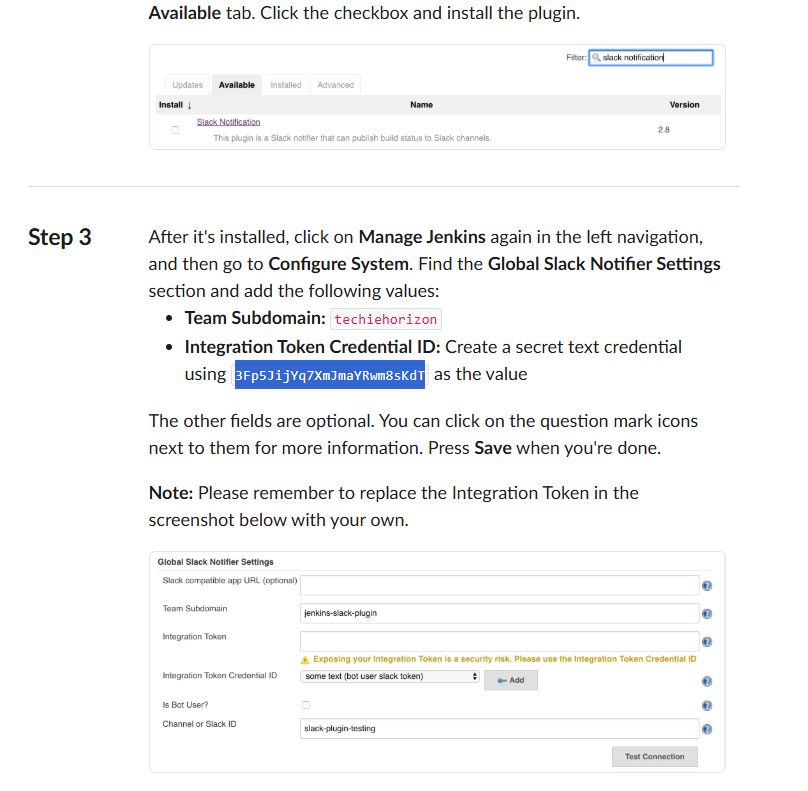 Available tab. Click the checkbox and install the plugin.
Filter: slack notification
Updates Available Installed Advanced
Install ↓ Name Version
Slack Notification
This plugin is a Slack notifier that can publish build status to Slack channels.
2.8
Step 3
After it's installed, click on Manage Jenkins again in the left navigation,
and then go to Configure System. Find the Global Slack Notifier Settings
section and add the following values:
• Team Subdomain: techiehorizon
• Integration Token Credential ID: Create a secret text credential
using 3Fp5JijYq7XmJmaYRwm8sKdT as the value
The other fields are optional. You can click on the question mark icons
next to them for more information. Press Save when you're done.
Note: Please remember to replace the Integration Token in the
screenshot below with your own.
Global Slack Notifier Settings
Slack compatible app URL (optional)
Team Subdomain jenkins-slack-plugin
Integration Token
Exposing your Integration Token is a security risk. Please use the Integration Token Credential ID
Integration Token Credential ID some text (bot user slack token) Add
Is Bot User?
Channel or Slack ID slack-plugin-testing
Test Connection